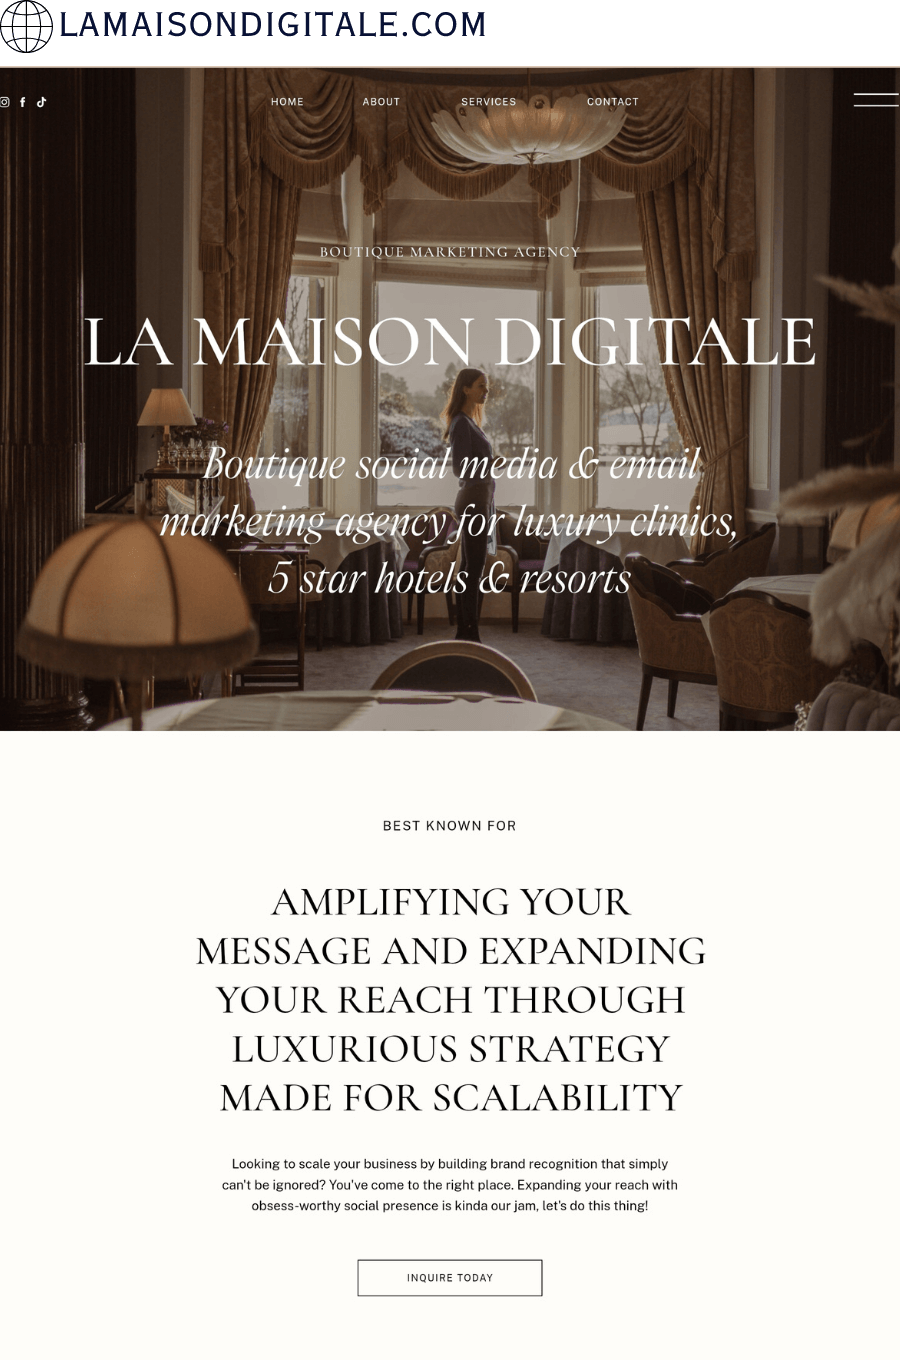 LAMAISONDIGITALE.COM
HOME ABOUT SERVICES CONTACT
BOUTIQUE MARKETING AGENCY
LA MAISON DIGITALE
Boutique social media & email
marketing agency for luxury clinics,
5 star hotels & resorts
BEST KNOWN FOR
AMPLIFYING YOUR
MESSAGE AND EXPANDING
YOUR REACH THROUGH
LUXURIOUS STRATEGY
MADE FOR SCALABILITY
Looking to scale your business by building brand recognition that simply
can't be ignored? You've come to the right place. Expanding your reach with
obsess-worthy social presence is kinda our jam, let's do this thing!
INQUIRE TODAY